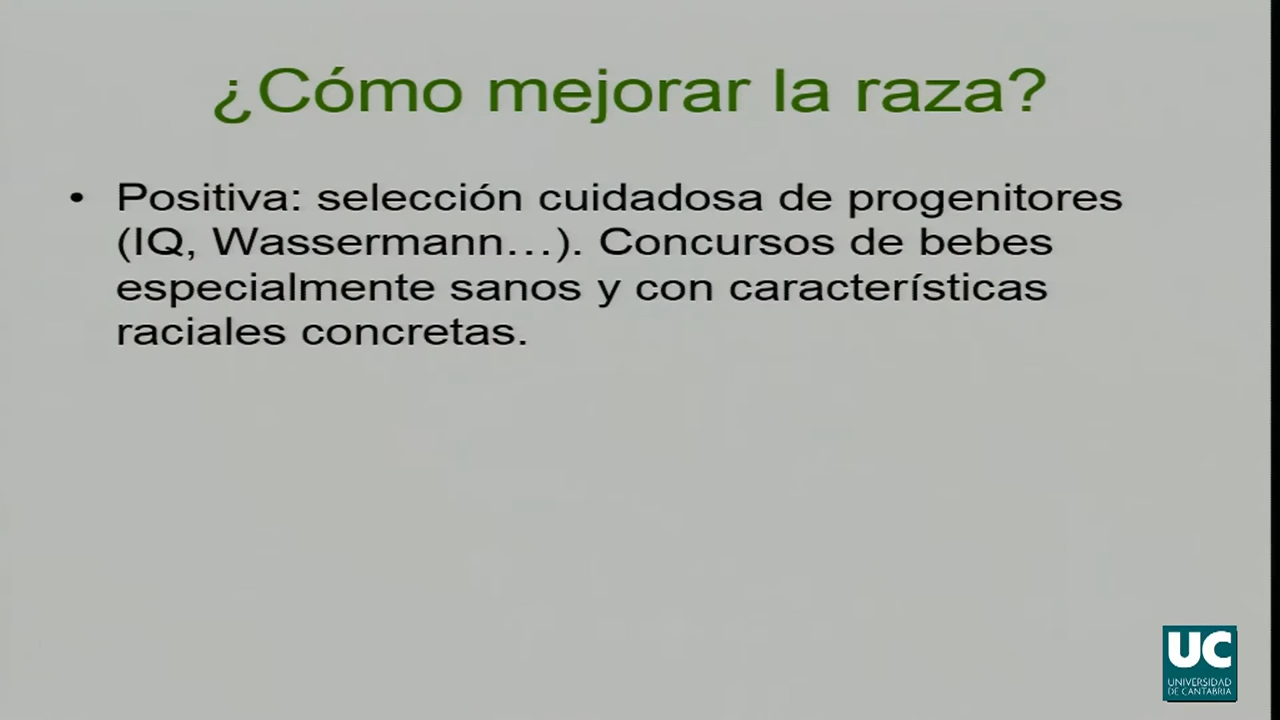 ¿Cómo mejorar la raza?
• Positiva: selección cuidadosa de progenitores
(IQ, Wassermann…). Concursos de bebes
especialmente sanos y con características
raciales concretas.
UC
UNIVERSIDAD
DE CANTABRIA